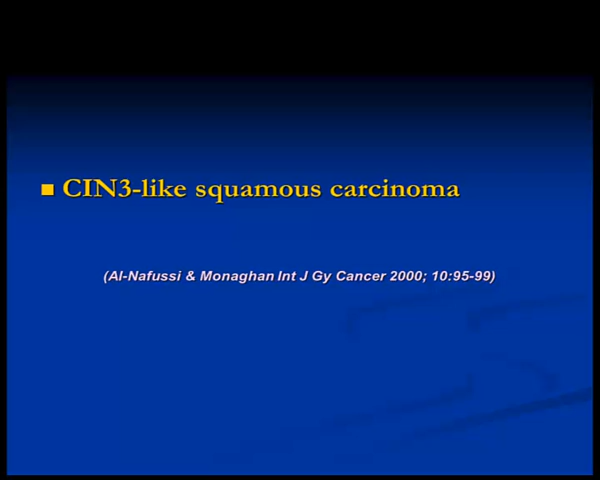 CIN3-like squamous carcinoma
(Al-Nafussi & Monaghan Int J Gy Cancer 2000; 10:95-99)